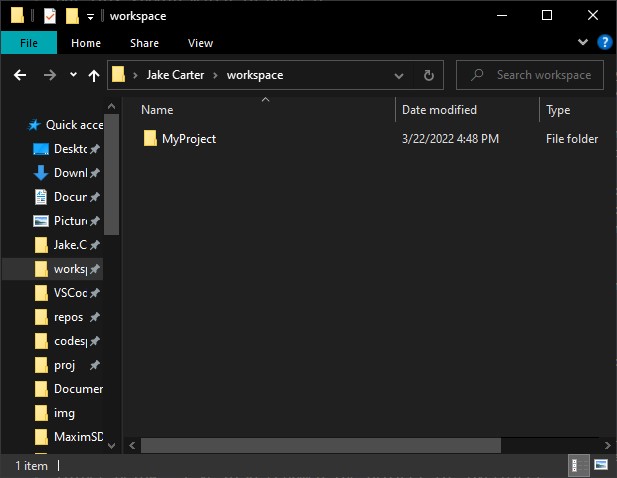 workspace
File Home Share View
Jake Carter workspace Search workspace
Name Date modified Type
Quick acce
Deskto
Downl
Docun
Picture
Jake.C
worksp
VSCoc
repos
codesp
proj
Documen
img
MaximSD
MyProject 3/22/2022 4:48 PM File folder
1 item